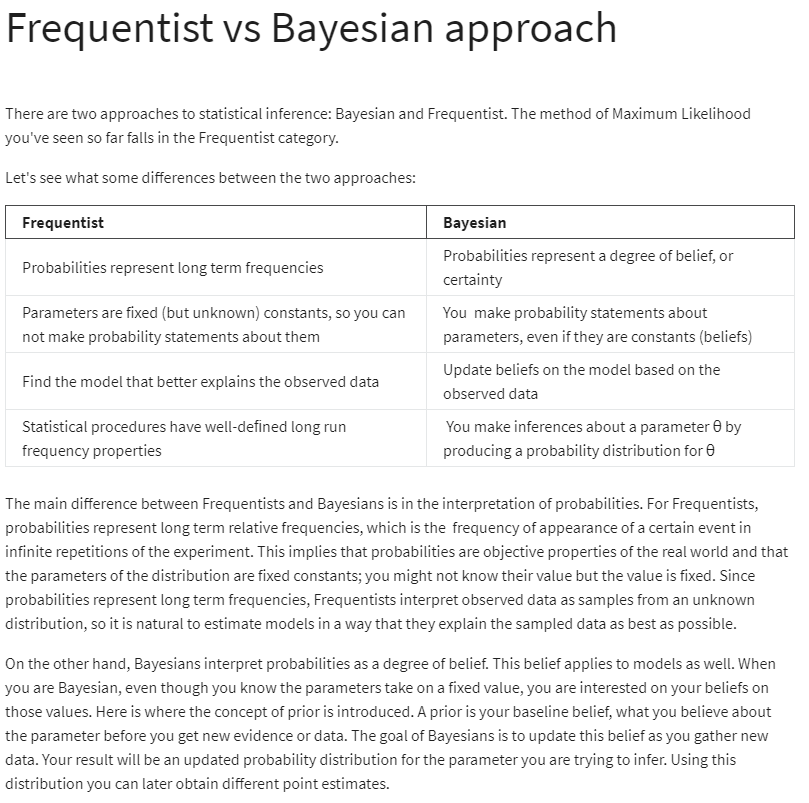 Frequentist vs Bayesian approach
There are two approaches to statistical inference: Bayesian and Frequentist. The method of Maximum Likelihood
you've seen so far falls in the Frequentist category.
Let's see what some differences between the two approaches:
Frequentist
Bayesian
Probabilities represent long term frequencies
Probabilities represent a degree of belief, or
certainty
Parameters are fixed (but unknown) constants, so you can
not make probability statements about them
You  make probability statements about
parameters, even if they are constants (beliefs)
Find the model that better explains the observed data
Update beliefs on the model based on the
observed data
Statistical procedures have well-defined long run
frequency properties
You make inferences about a parameter θ by
producing a probability distribution for θ
The main difference between Frequentists and Bayesians is in the interpretation of probabilities. For Frequentists,
probabilities represent long term relative frequencies, which is the  frequency of appearance of a certain event in
infinite repetitions of the experiment. This implies that probabilities are objective properties of the real world and that
the parameters of the distribution are fixed constants; you might not know their value but the value is fixed. Since
probabilities represent long term frequencies, Frequentists interpret observed data as samples from an unknown
distribution, so it is natural to estimate models in a way that they explain the sampled data as best as possible.
On the other hand, Bayesians interpret probabilities as a degree of belief. This belief applies to models as well. When
you are Bayesian, even though you know the parameters take on a fixed value, you are interested on your beliefs on
those values. Here is where the concept of prior is introduced. A prior is your baseline belief, what you believe about
the parameter before you get new evidence or data. The goal of Bayesians is to update this belief as you gather new
data. Your result will be an updated probability distribution for the parameter you are trying to infer. Using this
distribution you can later obtain different point estimates.